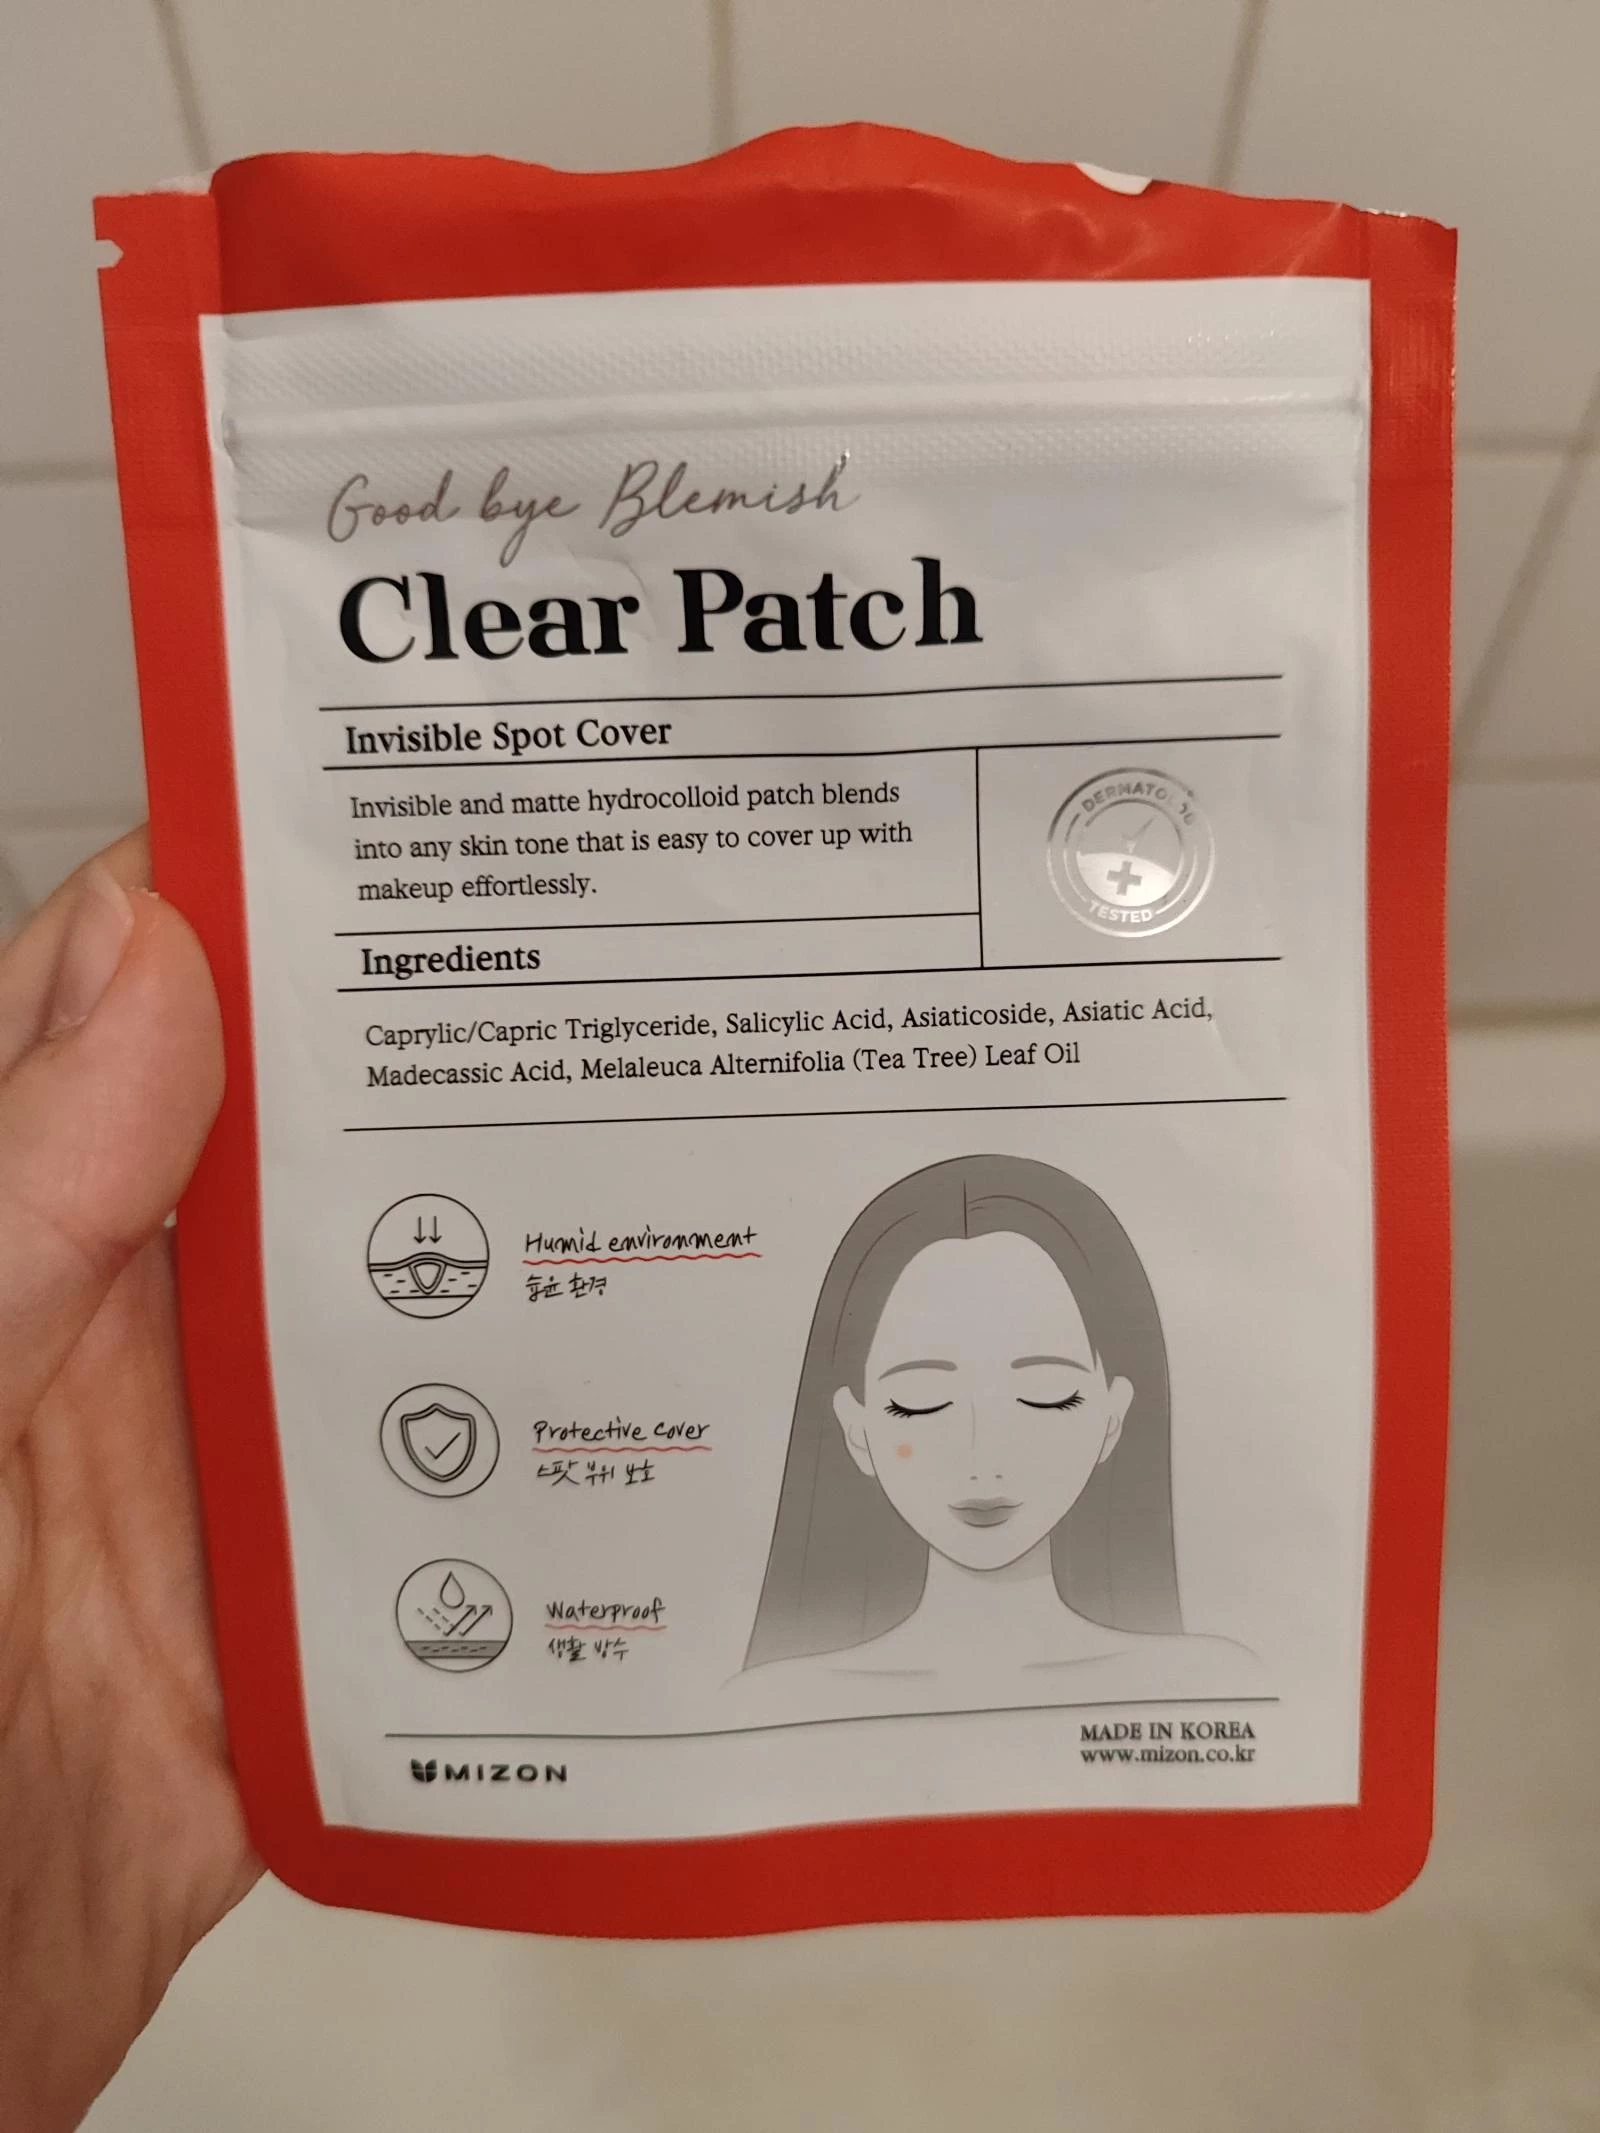 Good bye Blemish
Clear Patch
Invisible Spot Cover
Invisible and matte hydrocolloid patch blends
into any skin tone that is easy to cover up with
makeup effortlessly.
DERMATOLOG
TESTED
Ingredients
Caprylic/Capric Triglyceride, Salicylic Acid, Asiaticoside, Asiatic Acid,
Madecassic Acid, Melaleuca Alternifolia (Tea Tree) Leaf Oil
Humid environment
습윤 환경
Protective cover
스팟 부위 보호
Waterproof
생활 방수
MIZON
MADE IN KOREA
www.mizon.co.kr